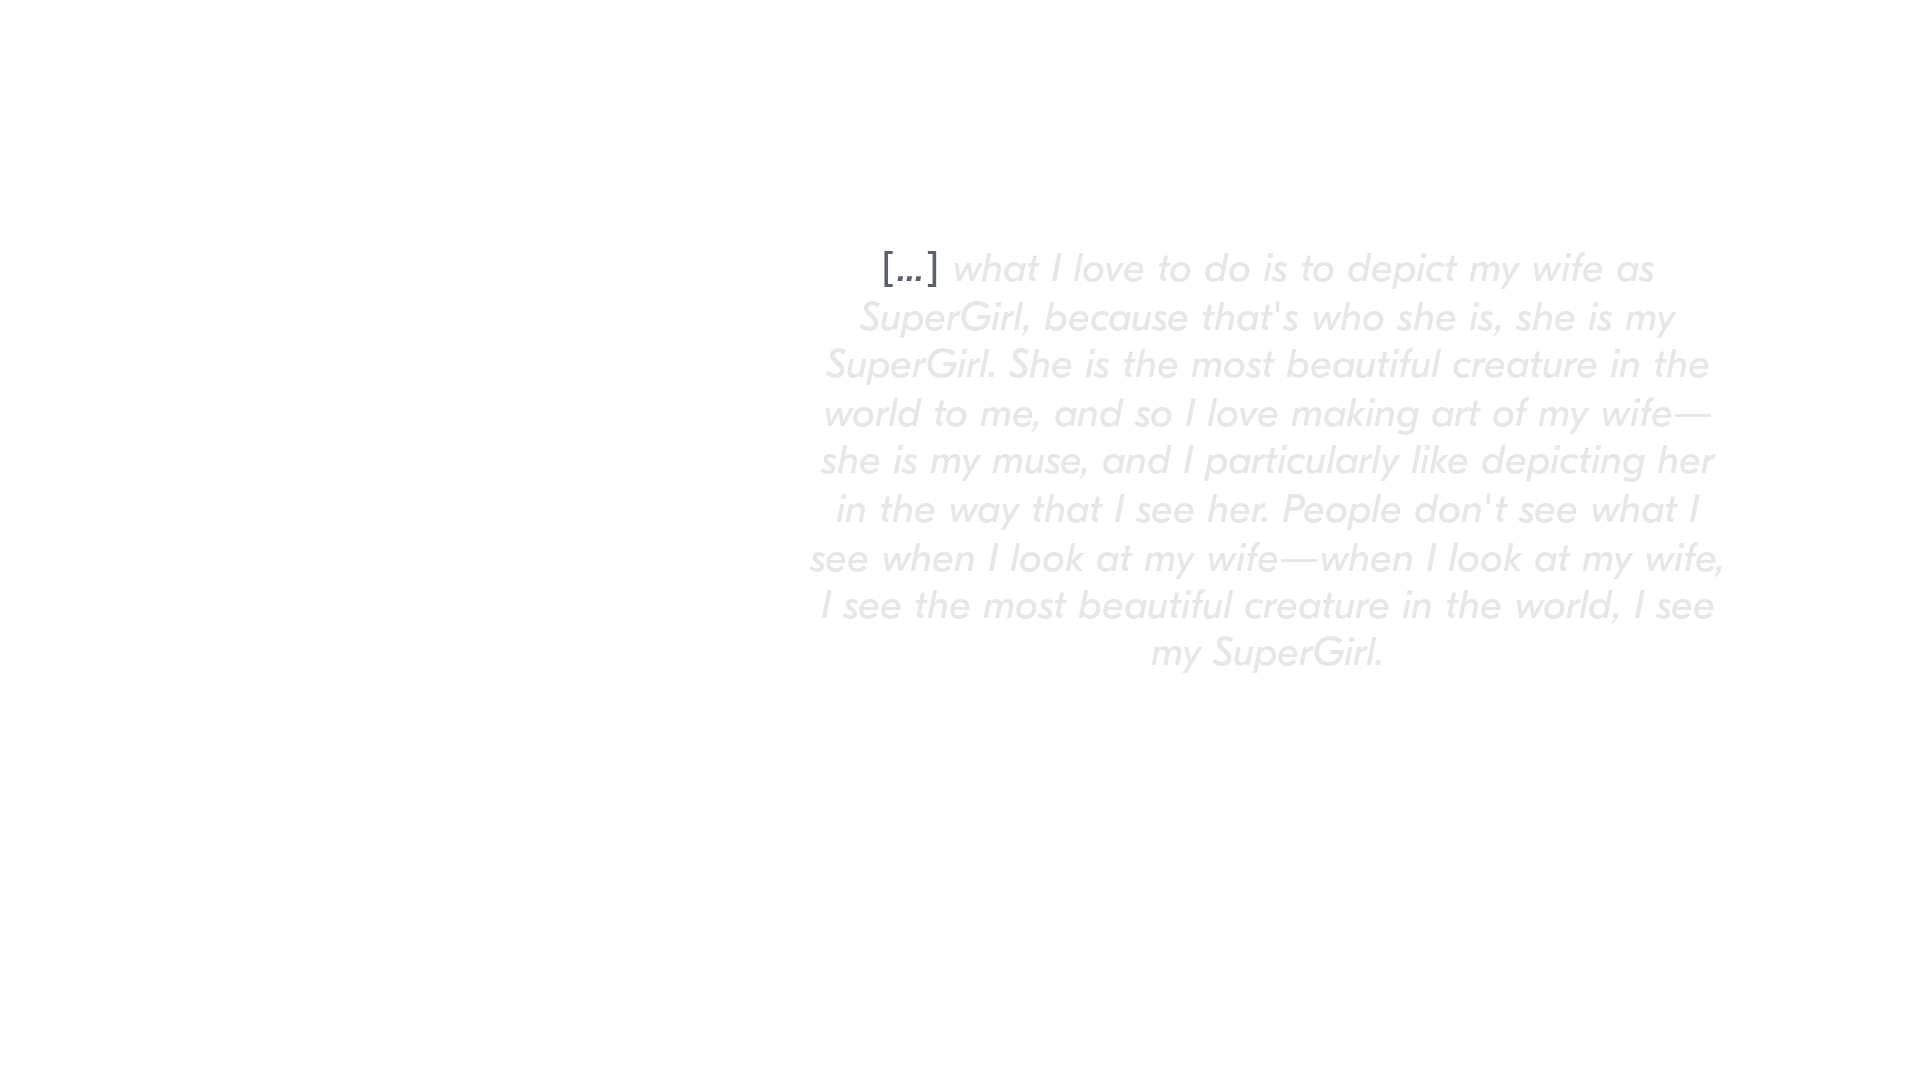 [...] what I love to do is to depict my wife as
SuperGirl, because that's who she is, she is my
SuperGirl. She is the most beautiful creature in the
world to me, and so I love making art of my wife—
she is my muse, and I particularly like depicting her
in the way that I see her. People don't see what I
see when I look at my wife—when I look at my wife,
I see the most beautiful creature in the world, I see
my SuperGirl.